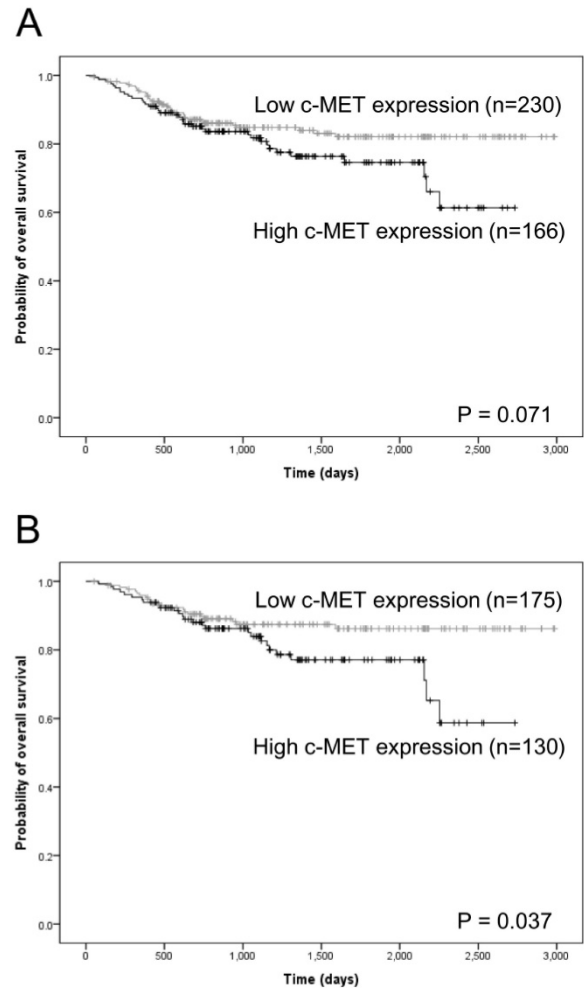 A
1.0
0.8
0.6
0.4
0.2
0.0
Probability of overall survival
Low c-MET expression (n=230)
High c-MET expression (n=166)
P = 0.071
0 500 1,000 1,500 2,000 2,500 3,000
Time (days)
B
1.0
0.8
0.6
0.4
0.2
0.0
Probability of overall survival
Low c-MET expression (n=175)
High c-MET expression (n=130)
P = 0.037
0 500 1,000 1,500 2,000 2,500 3,000
Time (days)